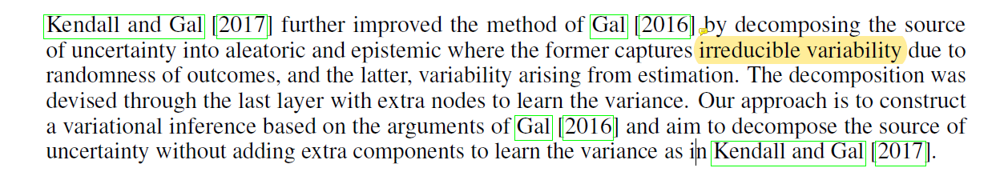 Kendall and Gal [2017] further improved the method of Gal [2016] by decomposing the source
of uncertainty into aleatoric and epistemic where the former captures irreducible variability due to
randomness of outcomes, and the latter, variability arising from estimation. The decomposition was
devised through the last layer with extra nodes to learn the variance. Our approach is to construct
a variational inference based on the arguments of Gal [2016] and aim to decompose the source of
uncertainty without adding extra components to learn the variance as in Kendall and Gal [2017].